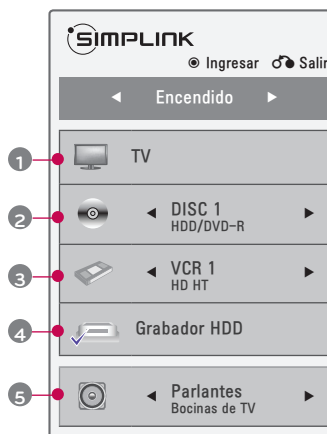 SIMPLINK
Ingresar Salir
Encendido
1 TV
2 DISC 1
HDD/DVD-R
3 VCR 1
HD HT
4 Grabador HDD
5 Parlantes
Bocinas de TV